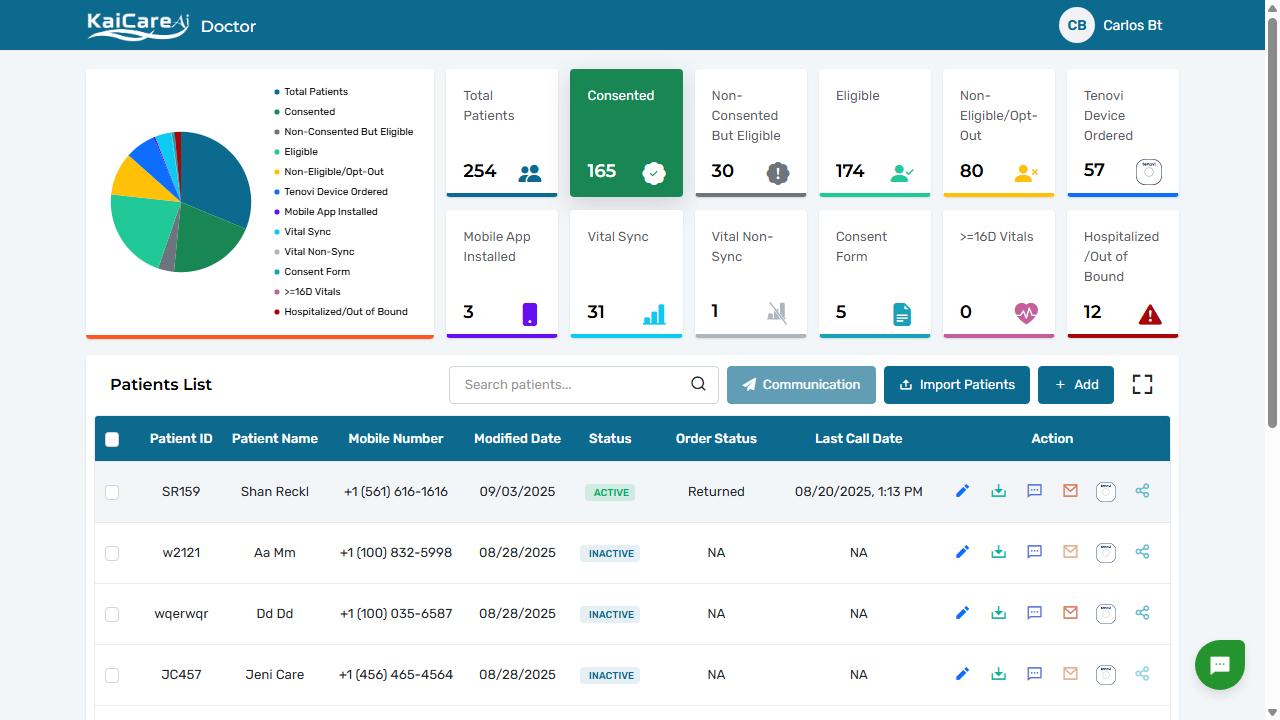 KaiCare Ai Doctor
CB Carlos Bt
Total Patients
Consented
Non-Consented But Eligible
Eligible
Non-Eligible/Opt-Out
Tenovi Device Ordered
Mobile App Installed
Vital Sync
Vital Non-Sync
Consent Form
>=16D Vitals
Hospitalized/Out of Bound
Total
Patients
254
Consented
165
Non-
Consented
But Eligible
30
Eligible
174
Non-
Eligible/Opt-
Out
80
Tenovi
Device
Ordered
57
tenovi
Mobile App
Installed
3
Vital Sync
31
Vital Non-
Sync
1
Consent
Form
5
>=16D Vitals
0
Hospitalized
/Out of
Bound
12
Patients List
Search patients...
Communication
Import Patients
+ Add
Patient ID Patient Name Mobile Number Modified Date Status Order Status Last Call Date Action
SR159 Shan Reckl +1 (561) 616-1616 09/03/2025 ACTIVE Returned 08/20/2025, 1:13 PM tenovi
w2121 Aa Mm +1 (100) 832-5998 08/28/2025 INACTIVE NA NA tenovi
wqerwqr Dd Dd +1 (100) 035-6587 08/28/2025 INACTIVE NA NA tenovi
JC457 Jeni Care +1 (456) 465-4564 08/28/2025 INACTIVE NA NA tenovi